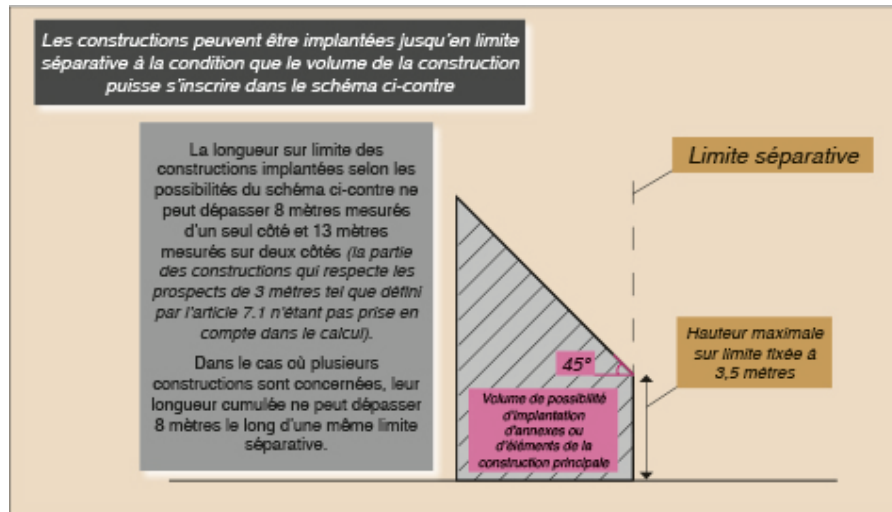 Les constructions peuvent être implantées jusqu'en limite
séparative à la condition que le volume de la construction
puisse s'inscrire dans le schéma ci-contre
La longueur sur limite des
constructions implantées selon les
possibilités du schéma ci-contre ne
peut dépasser 8 mètres mesurés
d'un seul côté et 13 mètres
mesurés sur deux côtés (la partie
des constructions qui respecte les
prospects de 3 mètres tel que défini
par l'article 7.1 n'étant pas prise en
compte dans le calcul).
Dans le cas où plusieurs
constructions sont concernées, leur
longueur cumulée ne peut dépasser
8 mètres le long d'une même limite
séparative.
Limite séparative
45°
Hauteur maximale
sur limite fixée à
3,5 mètres
Volume de possibilité
d'implantation
d'annexes ou
d'éléments de la
construction principale